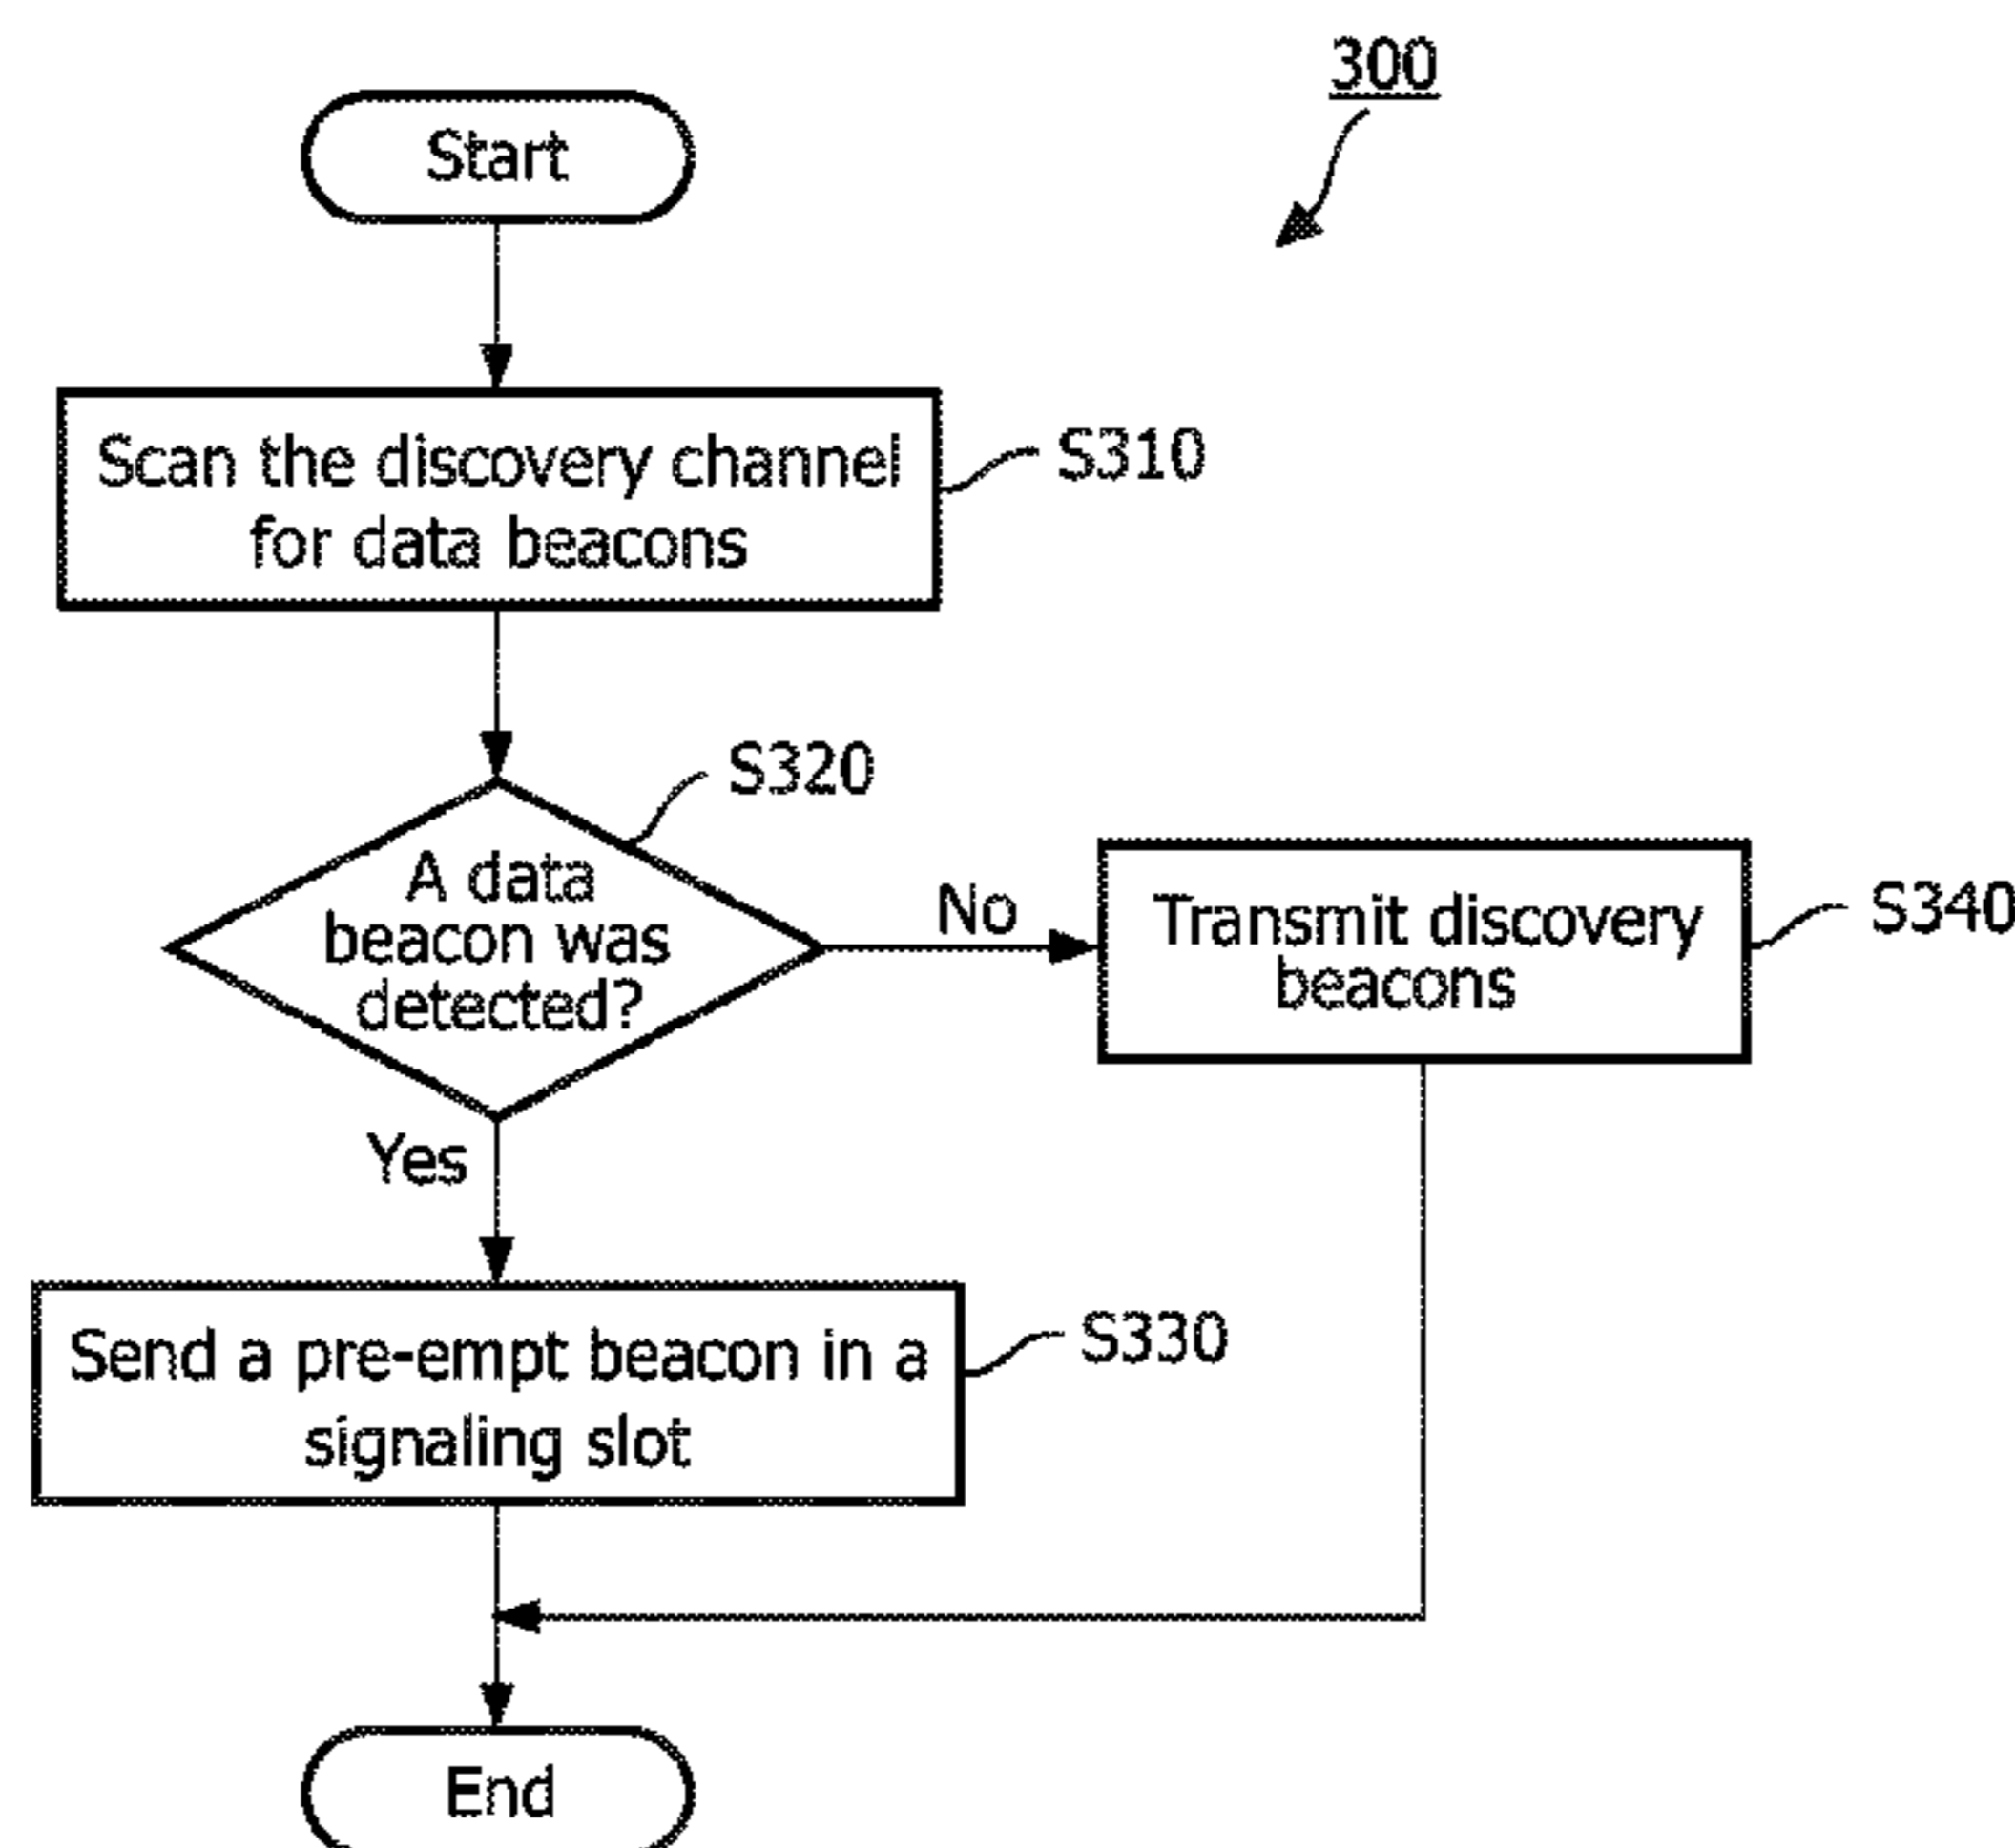 300
Start
Scan the discovery channel
for data beacons
S310
S320
A data
beacon was
detected?
No
Transmit discovery
beacons
S340
Yes
Send a pre-empt beacon in a
signaling slot
S330
End